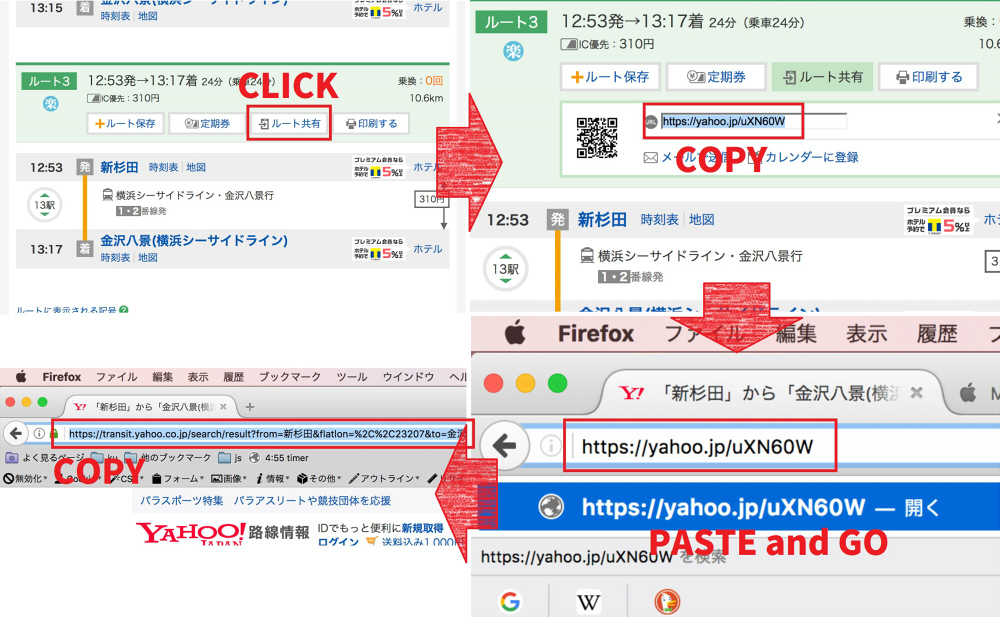 13:15 着 金沢八景(横浜シーサイドライン)
時刻表 | 地図
ホテル
予約で 5%
ホテル
ルート3
楽
12:53発→13:17着 24分（乗車24分）
乗換：0回
IC優先：310円
10.6km
CLICK
ルート保存
定期券
ルート共有
印刷する
12:53 発 新杉田 時刻表 | 地図
プレミアム会員なら
ホテル
予約で 5%
ホテル
13駅
横浜シーサイドライン・金沢八景行
1・2番線発
310円
13:17 着 金沢八景(横浜シーサイドライン)
時刻表 | 地図
プレミアム会員なら
ホテル
予約で 5%
ホテル
ルートに表示される記号
ルート3
楽
12:53発→13:17着 24分（乗車24分）
乗換：
IC優先：310円
10.6
ルート保存
定期券
ルート共有
印刷する
URL https://yahoo.jp/uXN60W
メールで送信
カレンダーに登録
COPY
12:53 発 新杉田 時刻表 | 地図
プレミアム会員なら
ホテル
予約で 5%
ホ
13駅
横浜シーサイドライン・金沢八景行
1・2番線発
3
金沢八景(横浜シーサイドライン)
Firefox ファイル 編集 表示 履歴 ブ
Y! 「新杉田」から「金沢八景(横浜
M
https://yahoo.jp/uXN60W
https://yahoo.jp/uXN60W — 開く
PASTE and GO
https://yahoo.jp/uXN60W を検索
G
W
Firefox ファイル 編集 表示 履歴 ブックマーク ツール ウインドウ ヘル
Y! 「新杉田」から「金沢八景(横
https://transit.yahoo.co.jp/search/result?from=新杉田&flatlon=%2C%2C23207&to=金沢
よく見るページ ku 他のブックマーク js 4:55 timer
COPY
無効化 Cookie CSS フォーム 画像 情報 その他 アウトライン
パラスポーツ特集 パラアスリートや競技団体を応援
YAHOO! JAPAN 路線情報
IDでもっと便利に新規取得
ログイン 送料込み1,000